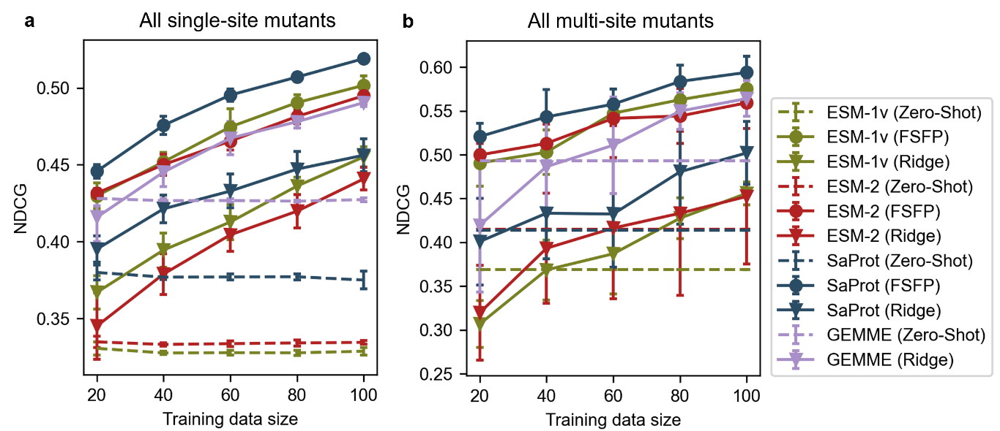 a
All single-site mutants
NDCG
0.50
0.45
0.40
0.35
20 40 60 80 100
Training data size
b
All multi-site mutants
NDCG
0.60
0.55
0.50
0.45
0.40
0.35
0.30
0.25
20 40 60 80 100
Training data size
ESM-1v (Zero-Shot)
ESM-1v (FSFP)
ESM-1v (Ridge)
ESM-2 (Zero-Shot)
ESM-2 (FSFP)
ESM-2 (Ridge)
SaProt (Zero-Shot)
SaProt (FSFP)
SaProt (Ridge)
GEMME (Zero-Shot)
GEMME (Ridge)